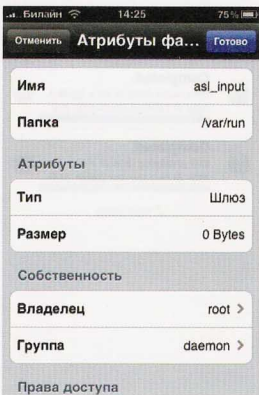 Билайн 14:25 75%
Отменить Атрибуты фа... Готово
Имя asl_input
Папка /var/run
Атрибуты
Тип Шлюз
Размер 0 Bytes
Собственность
Владелец root >
Группа daemon >
Права доступа